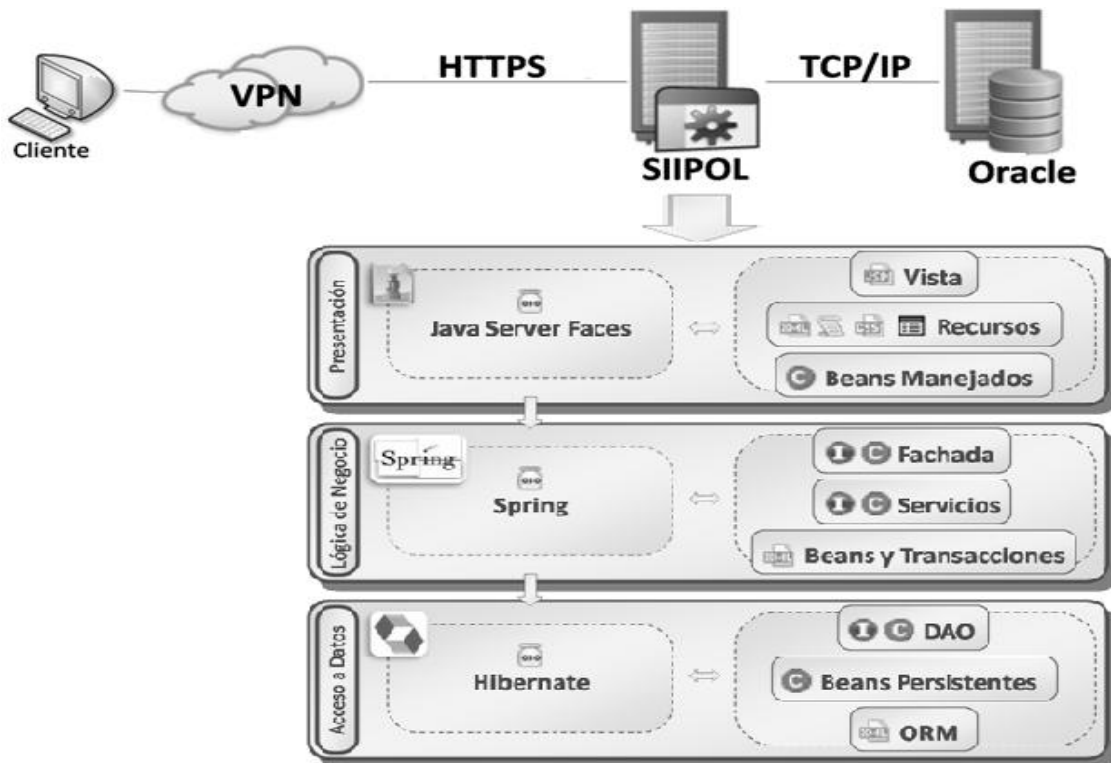 HTTPS
TCP/IP
VPN
Cliente
SIIPOL
Oracle
Presentación
Java Server Faces
Vista
Recursos
Beans Manejados
Lógica de Negocio
Spring
Spring
Fachada
Servicios
Beans y Transacciones
Acceso a Datos
Hibernate
DAO
Beans Persistentes
ORM